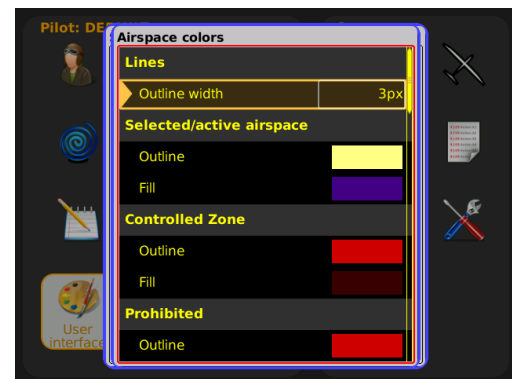 Pilot: DE
Airspace colors
Lines
Outline width 3px
Selected/active airspace
Outline
Fill
Controlled Zone
Outline
Fill
Prohibited
Outline
User
interface